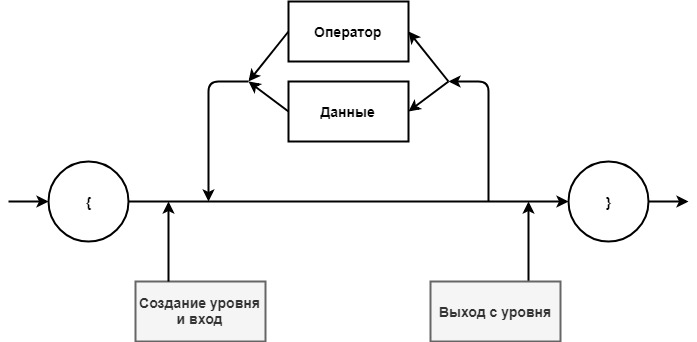 Оператор
Данные
{
}
Создание уровня
и вход
Выход с уровня